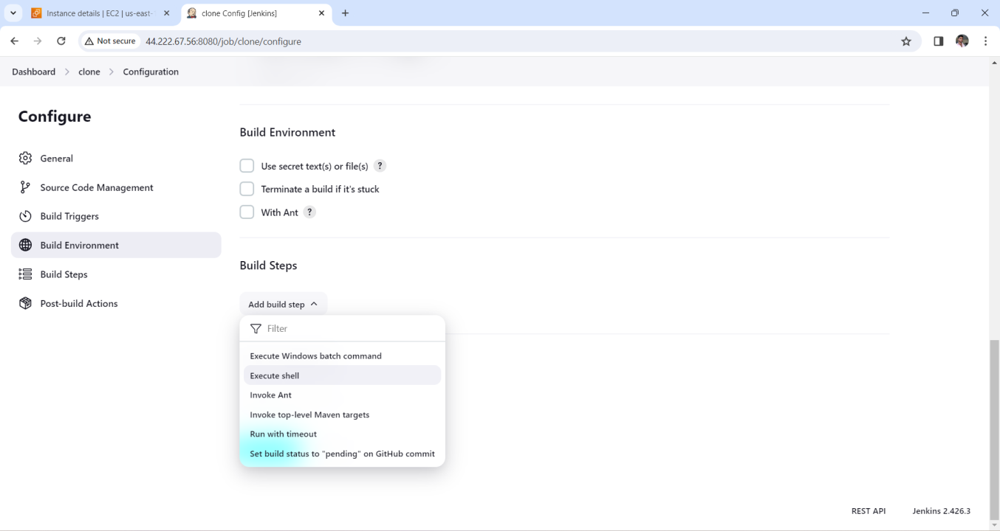 Instance details | EC2 | us-east-
clone Config [Jenkins]
Not secure
44.222.67.56:8080/job/clone/configure
Dashboard
clone
Configuration
Configure
General
Source Code Management
Build Triggers
Build Environment
Build Steps
Post-build Actions
Build Environment
Use secret text(s) or file(s) ?
Terminate a build if it's stuck
With Ant ?
Build Steps
Add build step
Filter
Execute Windows batch command
Execute shell
Invoke Ant
Invoke top-level Maven targets
Run with timeout
Set build status to "pending" on GitHub commit
REST API
Jenkins 2.426.3